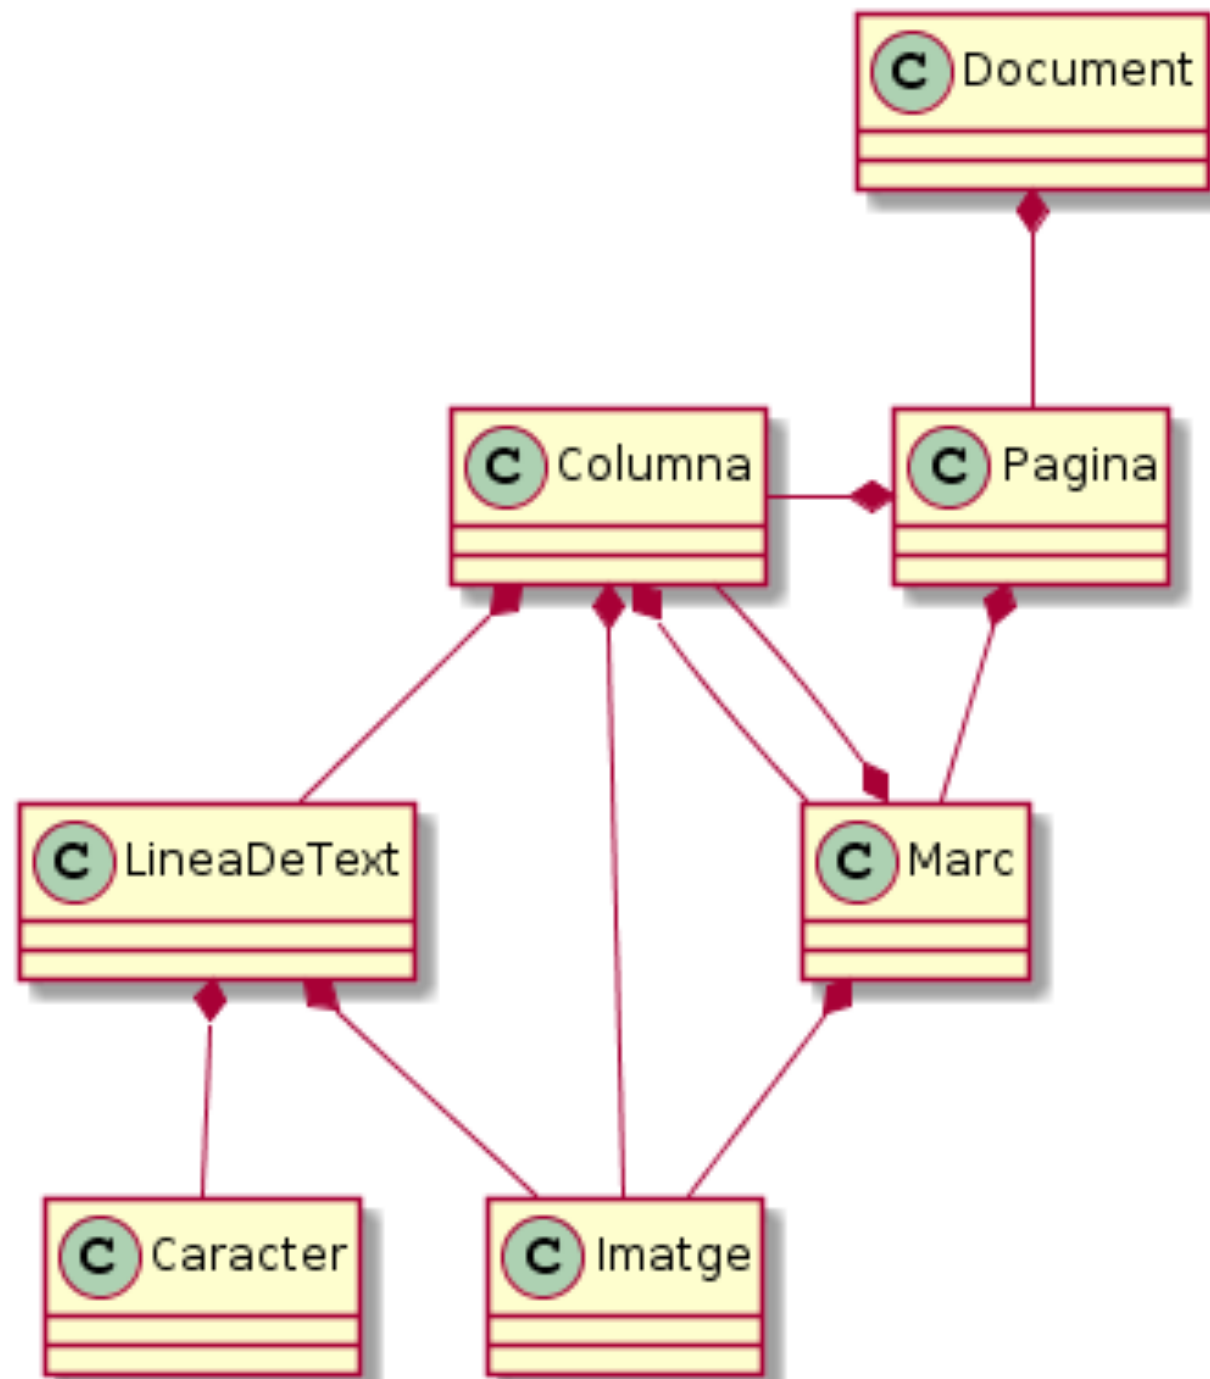 C Document
C Columna
C Pagina
C LineaDeText
C Marc
C Caracter
C Imatge